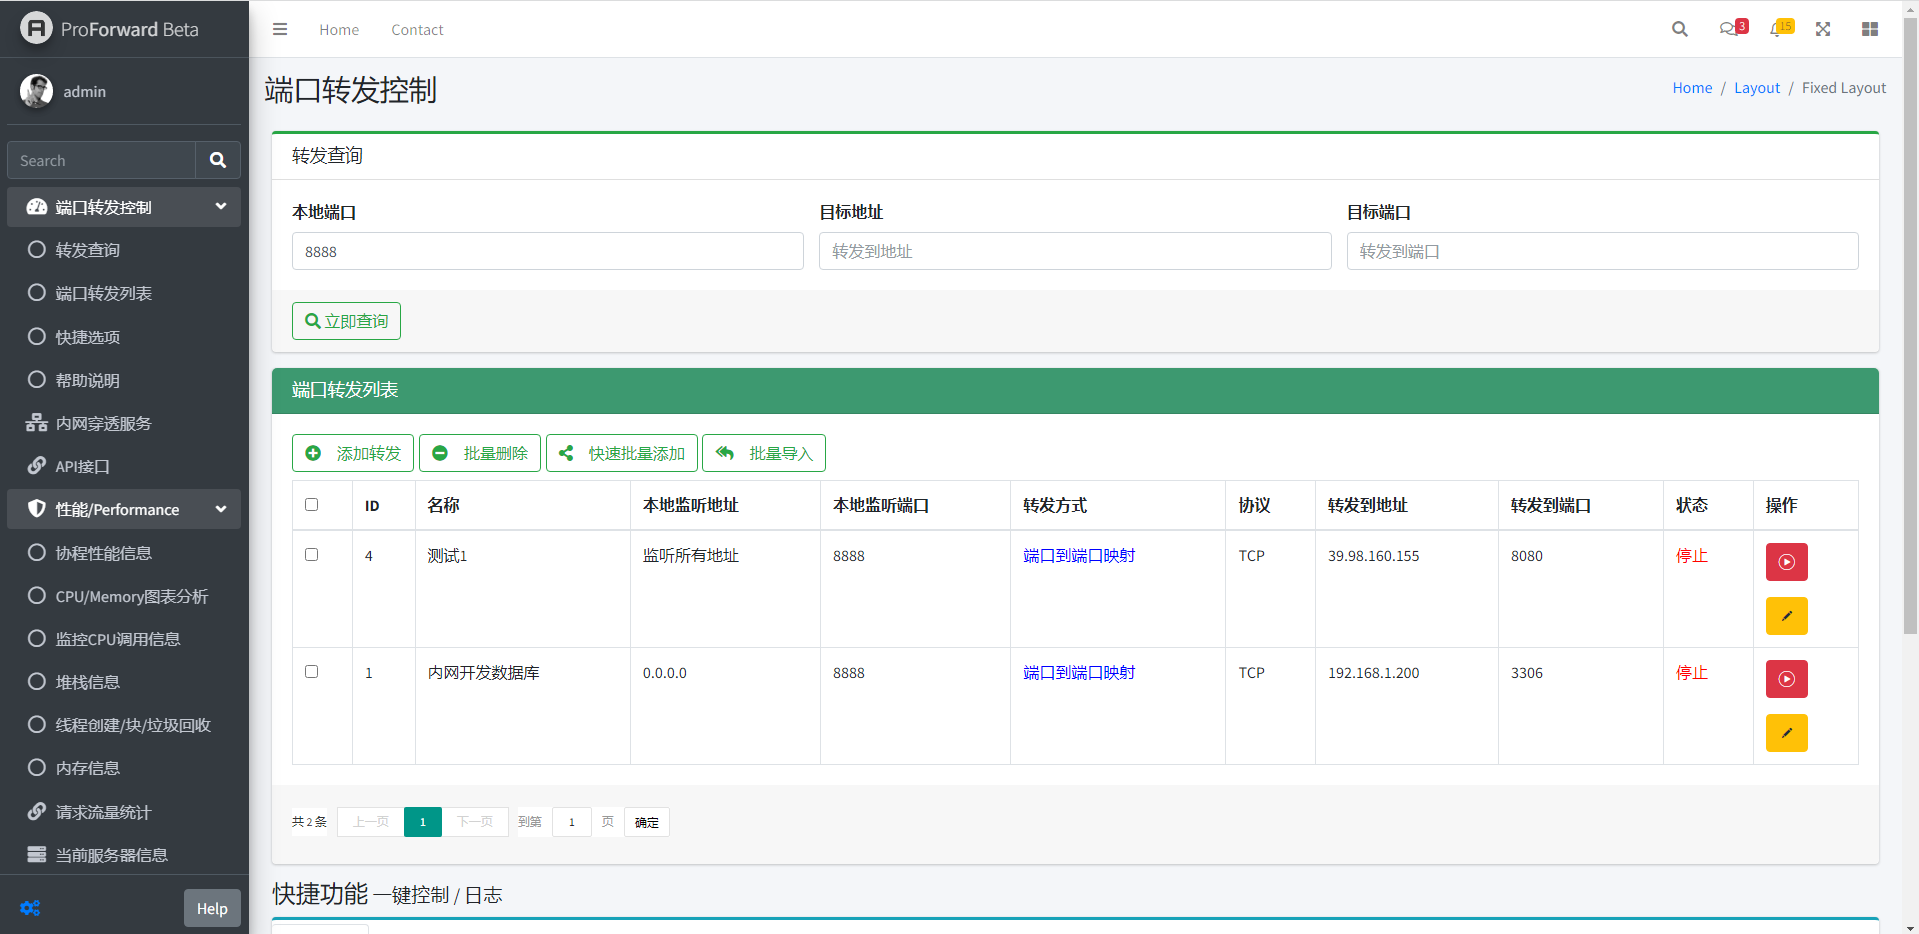 ProForward Beta
admin
Search
端口转发控制
转发查询
端口转发列表
快捷选项
帮助说明
内网穿透服务
API接口
性能/Performance
协程性能信息
CPU/Memory图表分析
监控CPU调用信息
堆栈信息
线程创建/块/垃圾回收
内存信息
请求流量统计
当前服务器信息
Help
Home Contact
3 15
端口转发控制
Home / Layout / Fixed Layout
转发查询
本地端口 目标地址 目标端口
8888 转发到地址 转发到端口
立即查询
端口转发列表
添加转发 批量删除 快速批量添加 批量导入
ID 名称 本地监听地址 本地监听端口 转发方式 协议 转发到地址 转发到端口 状态 操作
4 测试1 监听所有地址 8888 端口到端口映射 TCP 39.98.160.155 8080 停止
1 内网开发数据库 0.0.0.0 8888 端口到端口映射 TCP 192.168.1.200 3306 停止
共 2 条 上一页 1 下一页 到第 1 页 确定
快捷功能 一键控制 / 日志